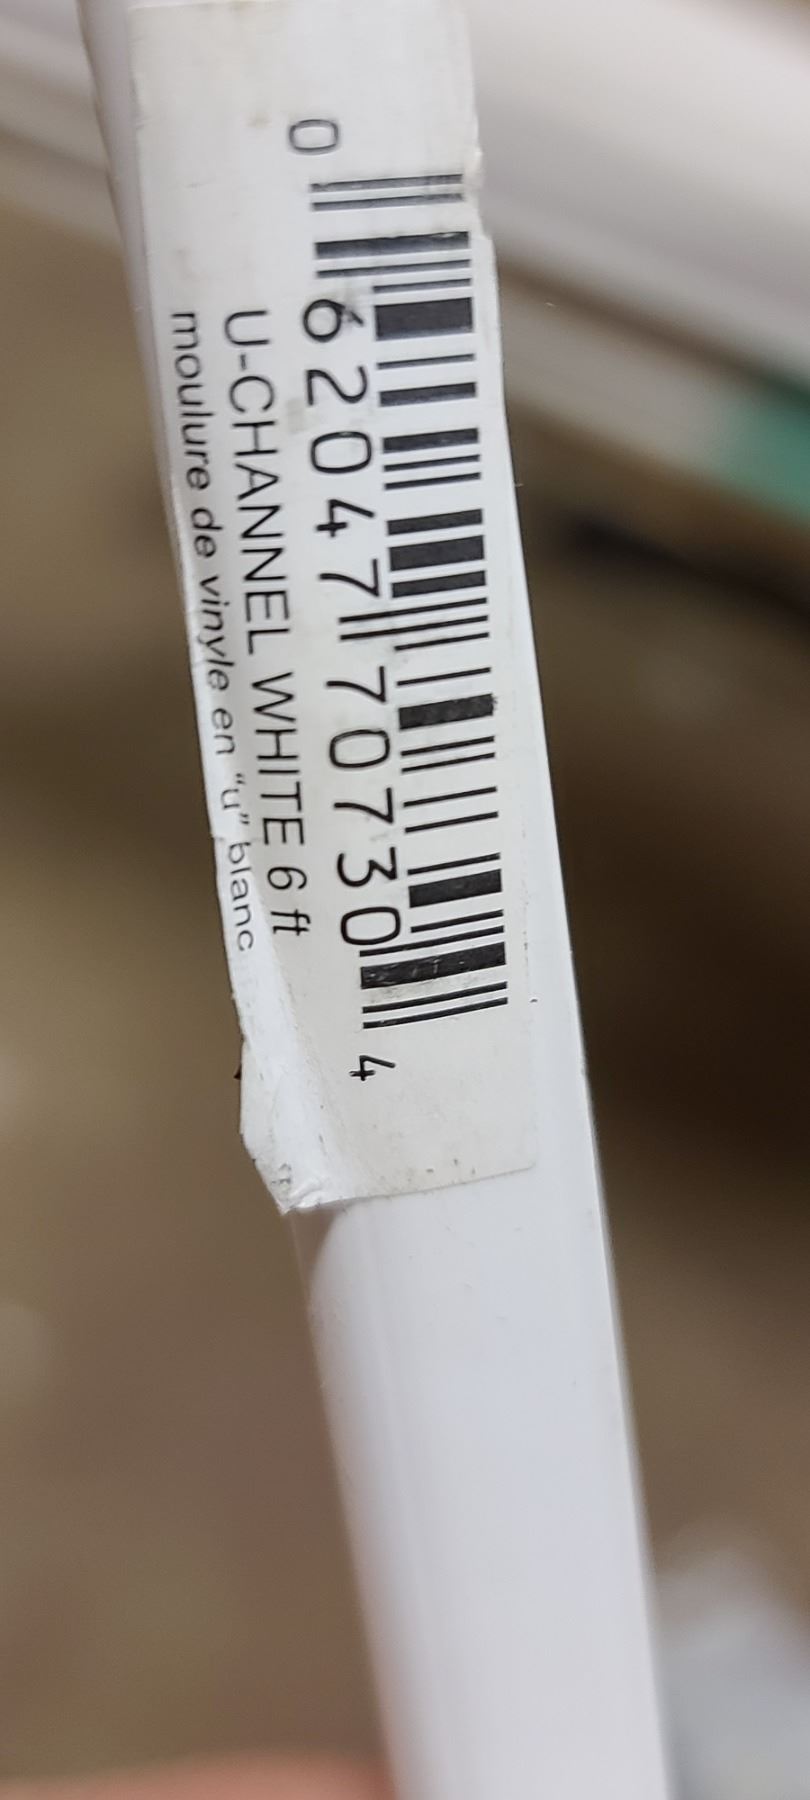 0 62047 70730 4
U-CHANNEL WHITE 6 ft
moulure de vinyle en "u" blanc